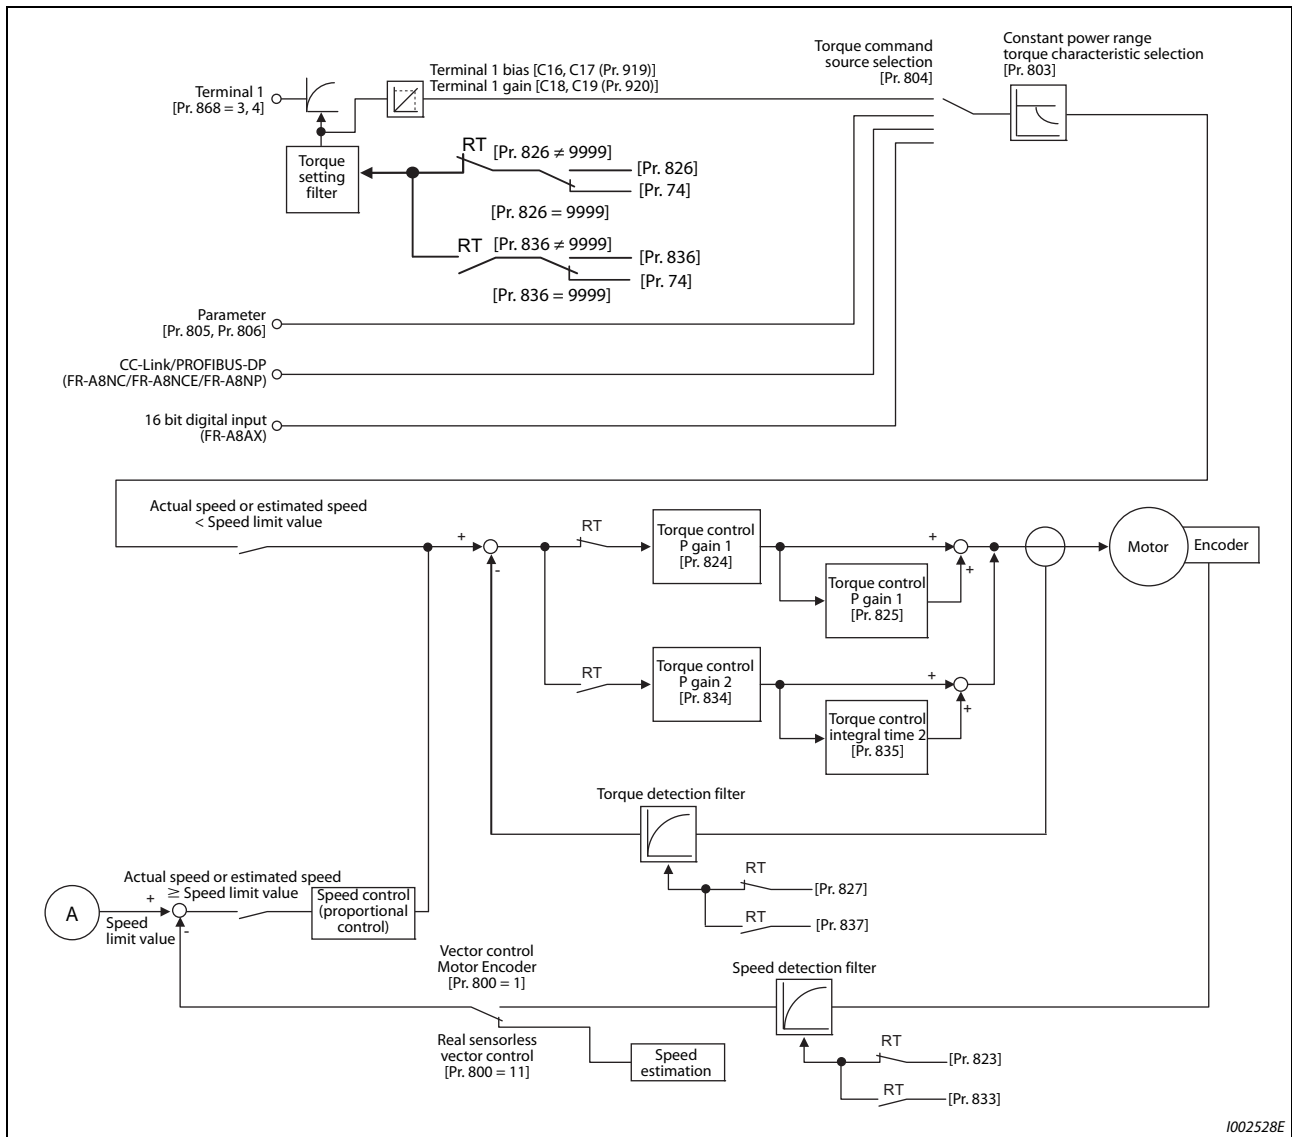 Constant power range
torque characteristic selection
[Pr. 803]
Torque command
source selection
[Pr. 804]
Terminal 1 bias [C16, C17 (Pr. 919)]
Terminal 1 gain [C18, C19 (Pr. 920)]
Terminal 1
[Pr. 868 = 3, 4]
Torque
setting
filter
RT
[Pr. 826 ≠ 9999]
[Pr. 826]
[Pr. 74]
[Pr. 826 = 9999]
RT
[Pr. 836 ≠ 9999]
[Pr. 836]
[Pr. 74]
[Pr. 836 = 9999]
Parameter
[Pr. 805, Pr. 806]
CC-Link/PROFIBUS-DP
(FR-A8NC/FR-A8NCE/FR-A8NP)
16 bit digital input
(FR-A8AX)
Actual speed or estimated speed
< Speed limit value
+
-
RT
Torque control
P gain 1
[Pr. 824]
+
+
Torque control
P gain 1
[Pr. 825]
Motor
Encoder
RT
Torque control
P gain 2
[Pr. 834]
+
+
Torque control
integral time 2
[Pr. 835]
Torque detection filter
RT
[Pr. 827]
RT
[Pr. 837]
Actual speed or estimated speed
≧ Speed limit value
A
+
-
Speed
limit value
Speed control
(proportional
control)
Vector control
Motor Encoder
[Pr. 800 = 1]
Real sensorless
vector control
[Pr. 800 = 11]
Speed
estimation
Speed detection filter
RT
[Pr. 823]
RT
[Pr. 833]
I002528E